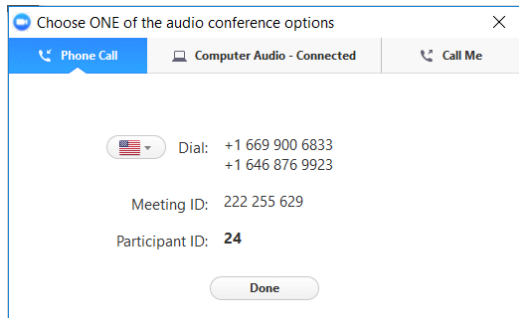 Choose ONE of the audio conference options
Phone Call Computer Audio - Connected Call Me
Dial: +1 669 900 6833
+1 646 876 9923
Meeting ID: 222 255 629
Participant ID: 24
Done